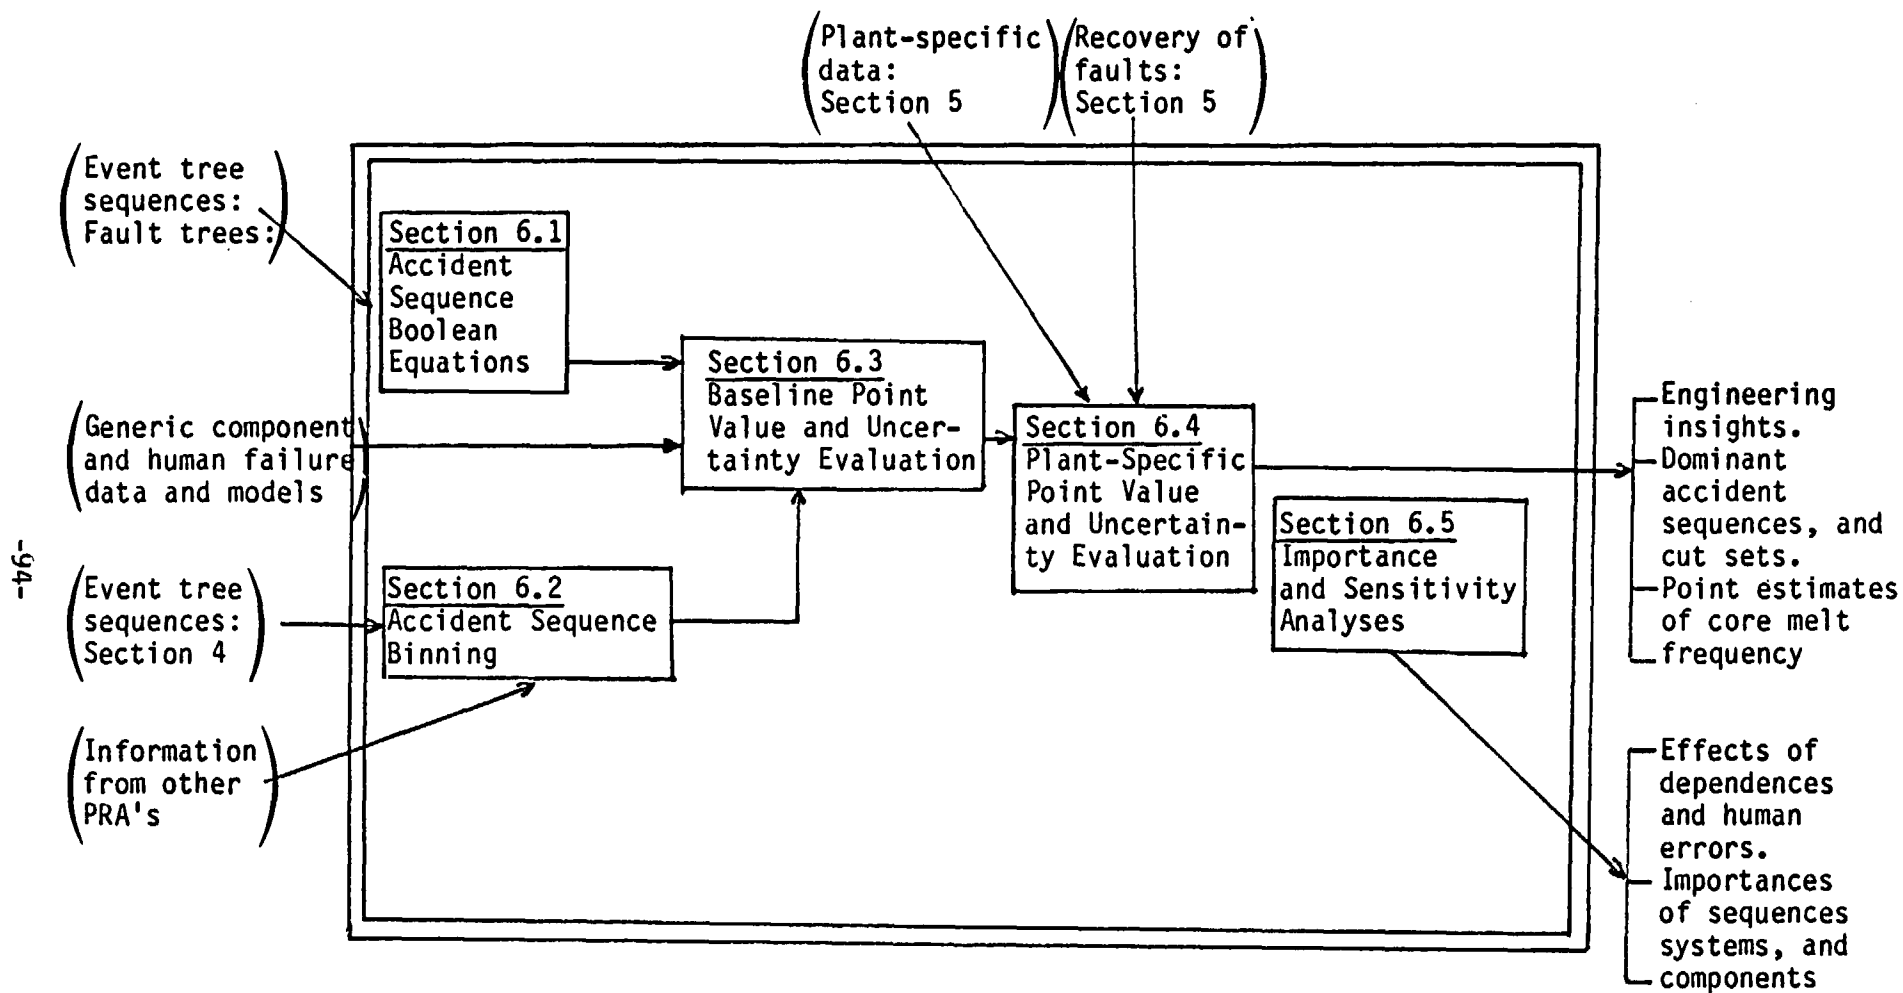 Plant-specific
data:
Section 5
Recovery of
faults:
Section 5
Event tree
sequences:
Fault trees:
Section 6.1
Accident
Sequence
Boolean
Equations
Generic component
and human failure
data and models
Section 6.3
Baseline Point
Value and Uncer-
tainty Evaluation
Section 6.4
Plant-Specific
Point Value
and Uncertain-
ty Evaluation
Section 6.5
Importance
and Sensitivity
Analyses
Event tree
sequences:
Section 4
Section 6.2
Accident Sequence
Binning
Information
from other
PRA's
Engineering
insights.
Dominant
accident
sequences, and
cut sets.
Point estimates
of core melt
frequency
Effects of
dependences
and human
errors.
Importances
of sequences
systems, and
components
-94-